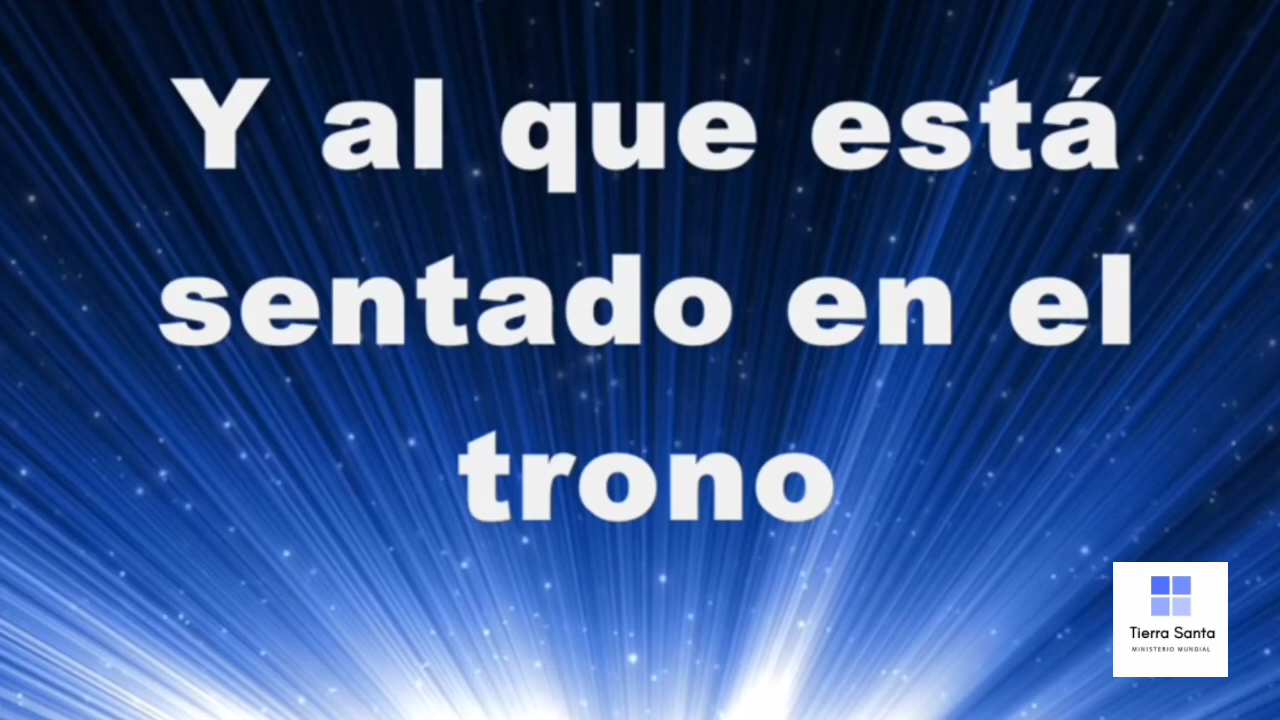 Y al que está
sentado en el
trono
Tierra Santa
MINISTERIO MUNDIAL